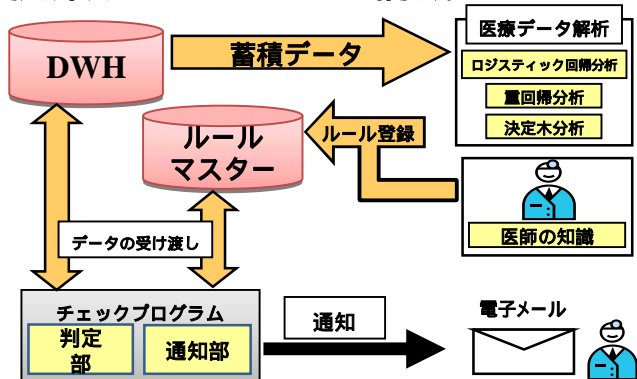 DWH
蓄積データ
医療データ解析
ロジスティック回帰分析
重回帰分析
決定木分析
ルール
マスター
ルール登録
医師の知識
データの受け渡し
チェックプログラム
判定
部
通知部
通知
電子メール